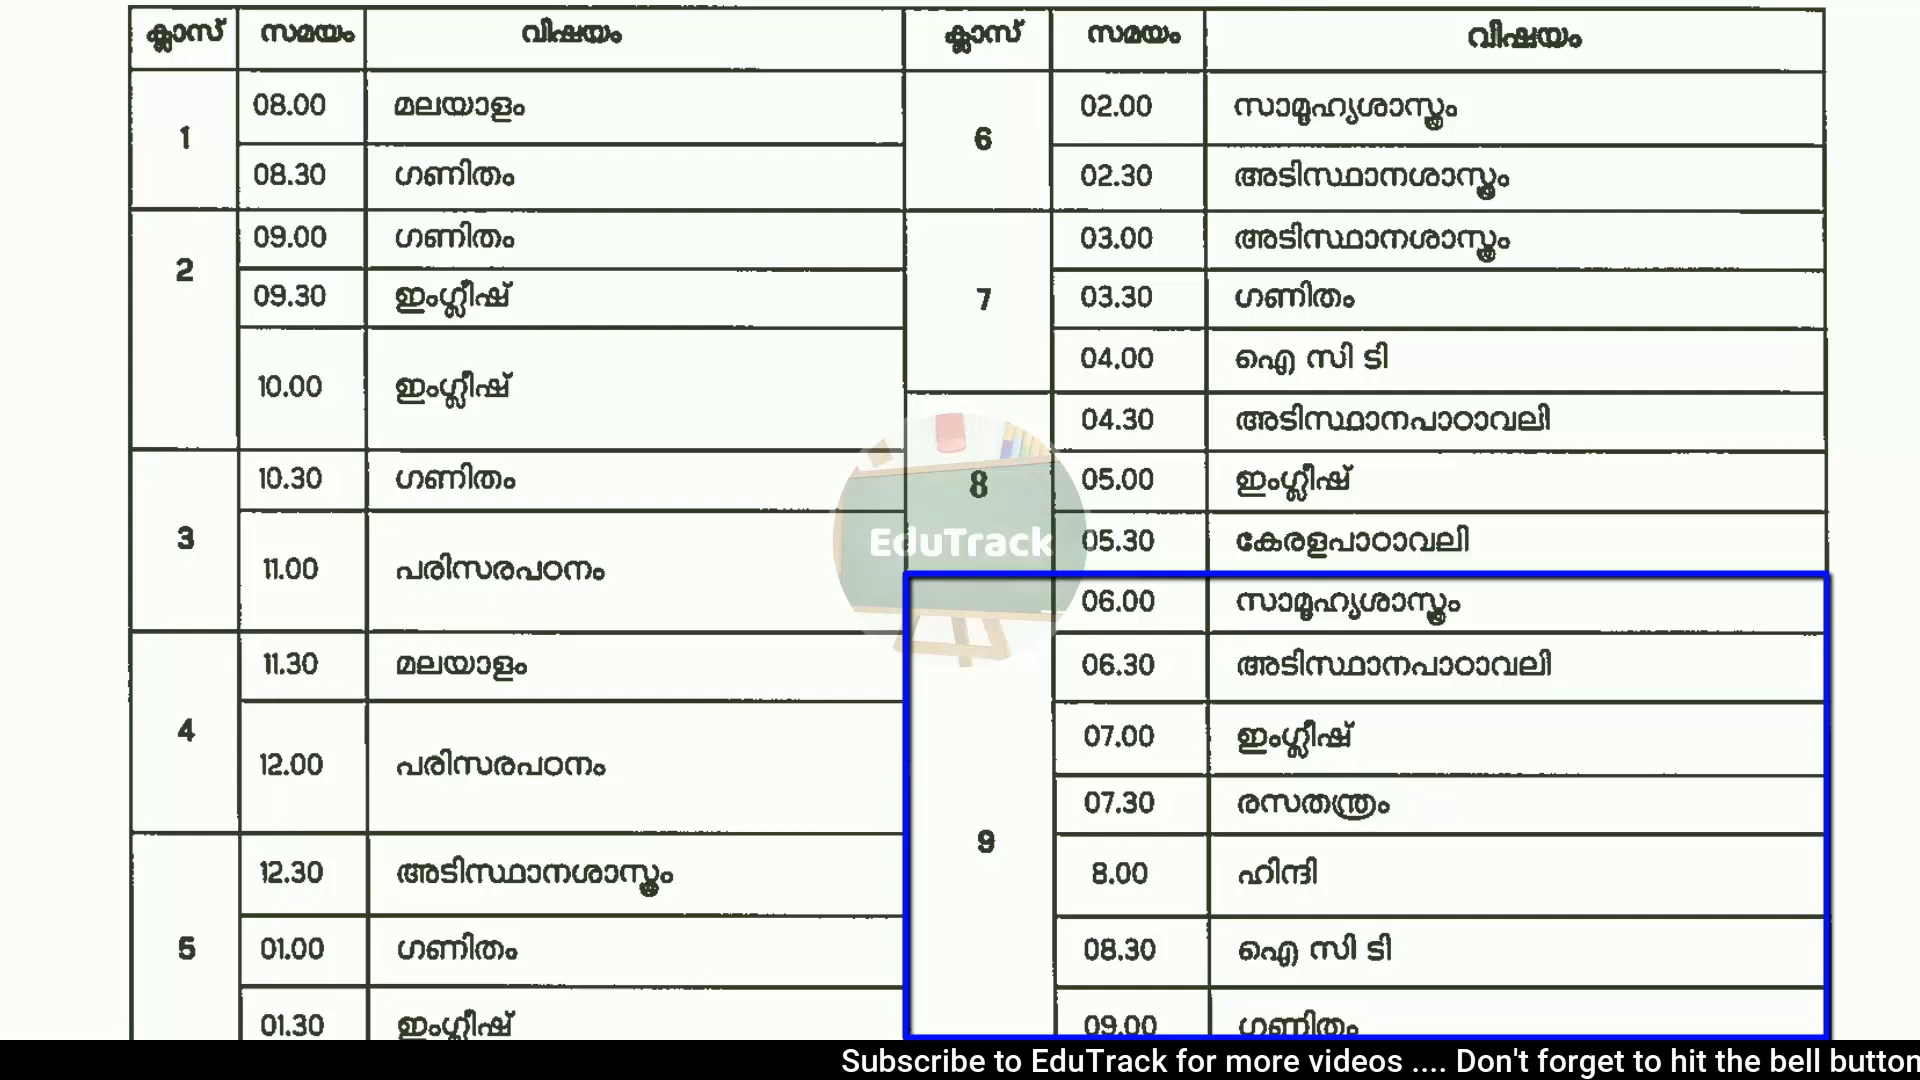 ക്ലാസ് സമയം വിഷയം ക്ലാസ് സമയം വിഷയം
1 08.00 മലയാളം 6 02.00 സാമൂഹ്യശാസ്ത്രം
08.30 ഗണിതം 02.30 അടിസ്ഥാനശാസ്ത്രം
2 09.00 ഗണിതം 7 03.00 അടിസ്ഥാനശാസ്ത്രം
09.30 ഇംഗ്ലീഷ് 03.30 ഗണിതം
10.00 ഇംഗ്ലീഷ് 04.00 ഐ സി ടി
8 04.30 അടിസ്ഥാനപാഠാവലി
3 10.30 ഗണിതം 05.00 ഇംഗ്ലീഷ്
11.00 പരിസരപഠനം 05.30 കേരളപാഠാവലി
EduTrack
9 06.00 സാമൂഹ്യശാസ്ത്രം
4 11.30 മലയാളം 06.30 അടിസ്ഥാനപാഠാവലി
12.00 പരിസരപഠനം 07.00 ഇംഗ്ലീഷ്
07.30 രസതന്ത്രം
5 12.30 അടിസ്ഥാനശാസ്ത്രം 8.00 ഹിന്ദി
01.00 ഗണിതം 08.30 ഐ സി ടി
01.30 ഇംഗ്ലീഷ് 09.00 ഗണിതം
Subscribe to EduTrack for more videos .... Don't forget to hit the bell button